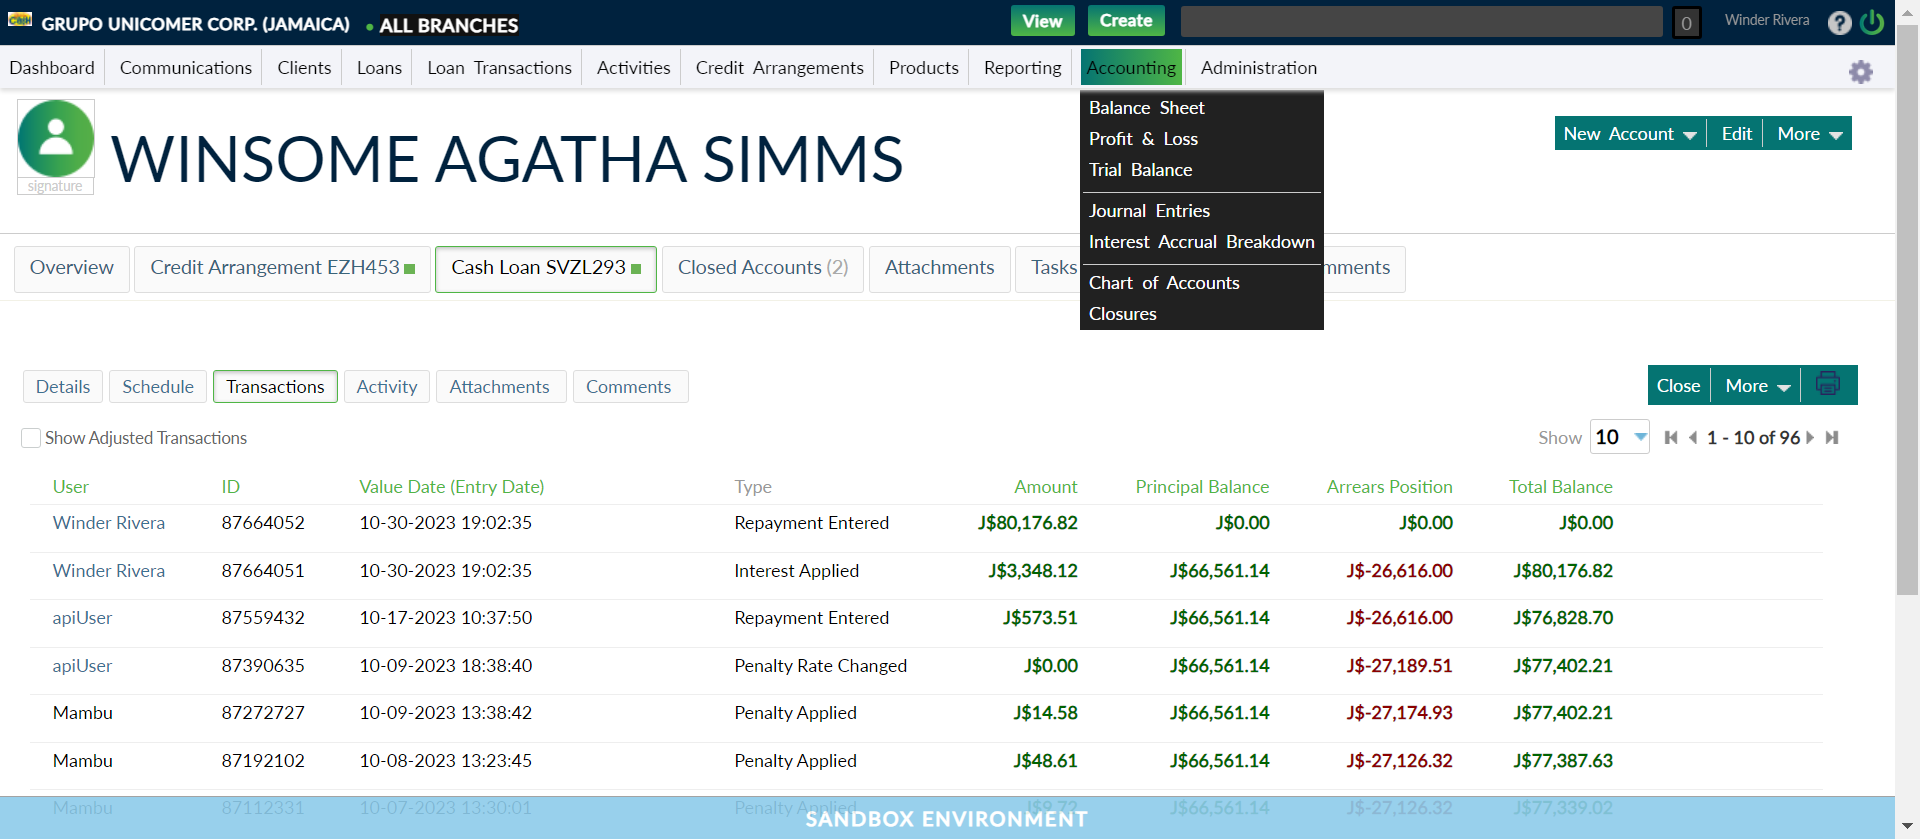 GRUPO UNICOMER CORP. (JAMAICA) ALL BRANCHES View Create 0 Winder Rivera ?
Dashboard Communications Clients Loans Loan Transactions Activities Credit Arrangements Products Reporting Accounting Administration
Balance Sheet
Profit & Loss
Trial Balance
Journal Entries
Interest Accrual Breakdown
Chart of Accounts
Closures
WINSOME AGATHA SIMMS
signature
New Account Edit More
Overview Credit Arrangement EZH453 Cash Loan SVZL293 Closed Accounts (2) Attachments Tasks mments
Details Schedule Transactions Activity Attachments Comments
Close More
Show Adjusted Transactions
Show 10 1 - 10 of 96
User ID Value Date (Entry Date) Type Amount Principal Balance Arrears Position Total Balance
Winder Rivera 87664052 10-30-2023 19:02:35 Repayment Entered J$80,176.82 J$0.00 J$0.00 J$0.00
Winder Rivera 87664051 10-30-2023 19:02:35 Interest Applied J$3,348.12 J$66,561.14 J$-26,616.00 J$80,176.82
apiUser 87559432 10-17-2023 10:37:50 Repayment Entered J$573.51 J$66,561.14 J$-26,616.00 J$76,828.70
apiUser 87390635 10-09-2023 18:38:40 Penalty Rate Changed J$0.00 J$66,561.14 J$-27,189.51 J$77,402.21
Mambu 87272727 10-09-2023 13:38:42 Penalty Applied J$14.58 J$66,561.14 J$-27,174.93 J$77,402.21
Mambu 87192102 10-08-2023 13:23:45 Penalty Applied J$48.61 J$66,561.14 J$-27,126.32 J$77,387.63
Mambu 87112331 10-07-2023 13:30:01 Penalty Applied J$9.72 J$66,561.14 J$-27,126.32 J$77,339.02
SANDBOX ENVIRONMENT